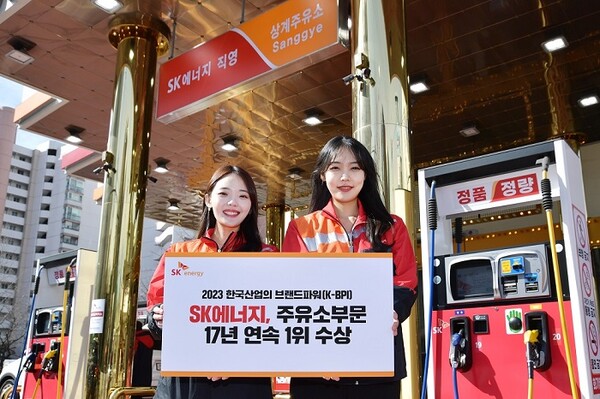 SK에너지 직영
상계주유소
Sanggye
정품 정량
SK energy
2023 한국산업의 브랜드파워(K-BPI)
SK에너지, 주유소부문
17년 연속 1위 수상